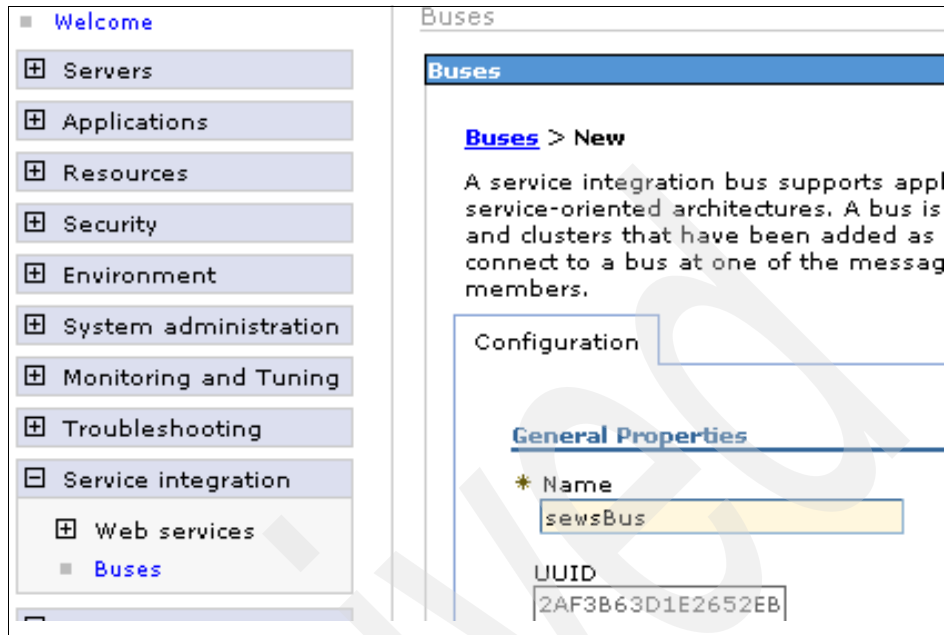 Welcome
Servers
Applications
Resources
Security
Environment
System administration
Monitoring and Tuning
Troubleshooting
Service integration
Web services
Buses
Buses
Buses
Buses > New
A service integration bus supports appl
service-oriented architectures. A bus is
and clusters that have been added as
connect to a bus at one of the messag
members.
Configuration
General Properties
* Name
sewsBus
UUID
2AF3B63D1E2652EB